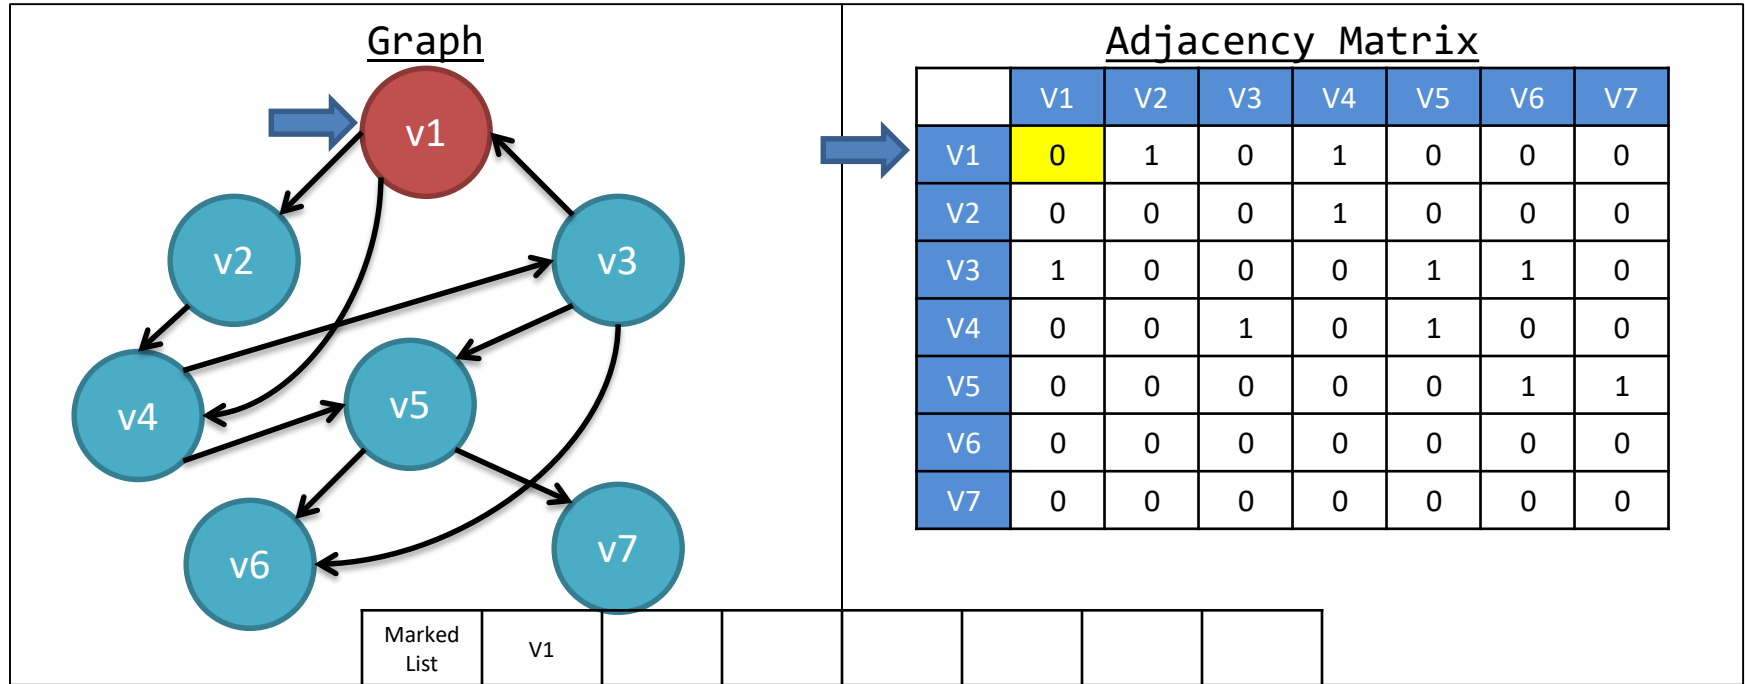 Graph
v1
v2
v3
v4
v5
v6
v7
Adjacency Matrix
V1 V2 V3 V4 V5 V6 V7
V1 0 1 0 1 0 0 0
V2 0 0 0 1 0 0 0
V3 1 0 0 0 1 1 0
V4 0 0 1 0 1 0 0
V5 0 0 0 0 0 1 1
V6 0 0 0 0 0 0 0
V7 0 0 0 0 0 0 0
Marked
List
V1